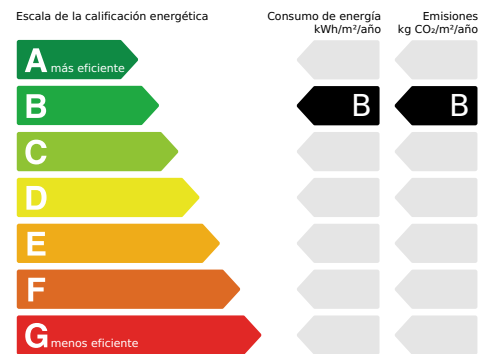 Escala de la calificación energética
Consumo de energía
kWh/m²/año
Emisiones
kg CO₂/m²/año
A más eficiente
B B B
C
D
E
F
G menos eficiente